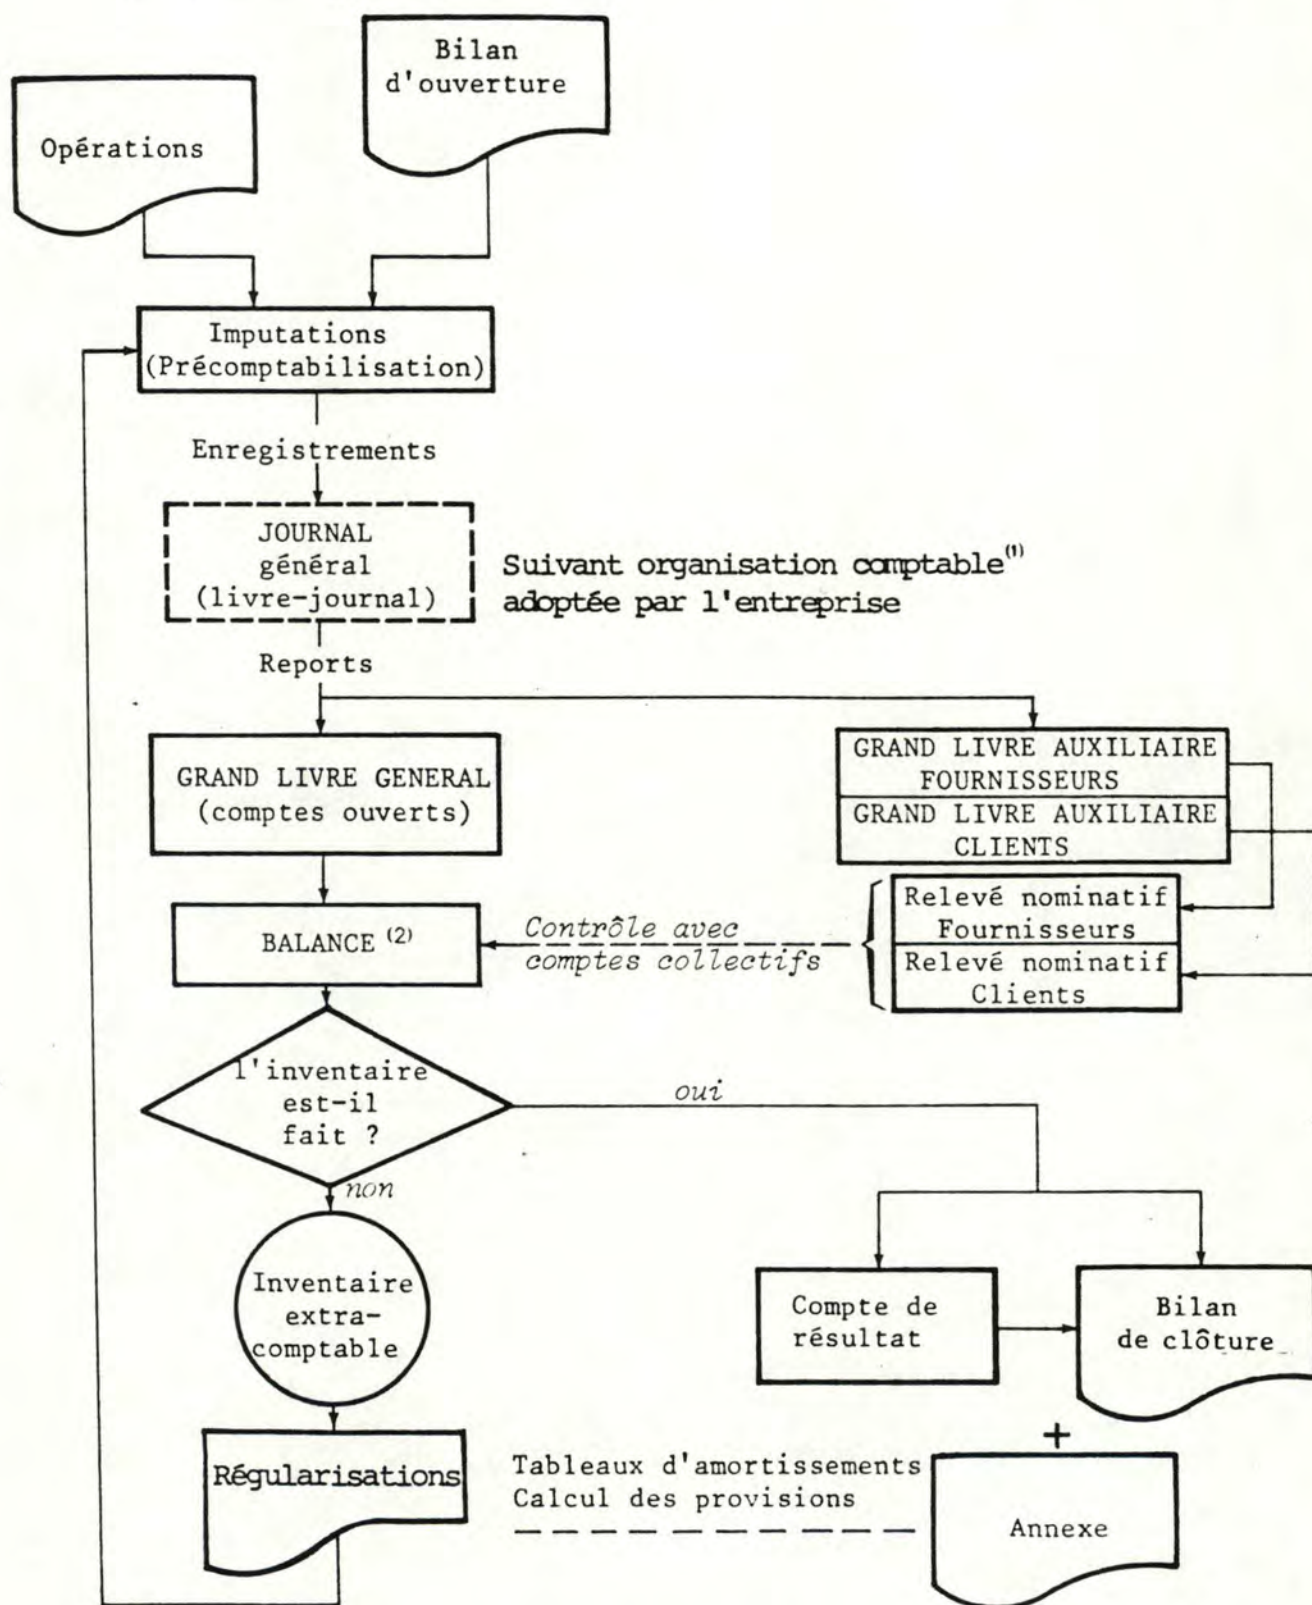 Bilan
d'ouverture
Opérations
Imputations
(Précomptabilisation)
Enregistrements
JOURNAL
général
(livre-journal)
Suivant organisation comptable(1)
adoptée par l'entreprise
Reports
GRAND LIVRE GENERAL
(comptes ouverts)
GRAND LIVRE AUXILIAIRE
FOURNISSEURS
GRAND LIVRE AUXILIAIRE
CLIENTS
BALANCE (2)
Contrôle avec
comptes collectifs
Relevé nominatif
Fournisseurs
Relevé nominatif
Clients
l'inventaire
est-il
fait ?
oui
non
Inventaire
extra-
comptable
Compte de
résultat
Bilan
de clôture
+
Régularisations
Tableaux d'amortissements
Calcul des provisions
Annexe